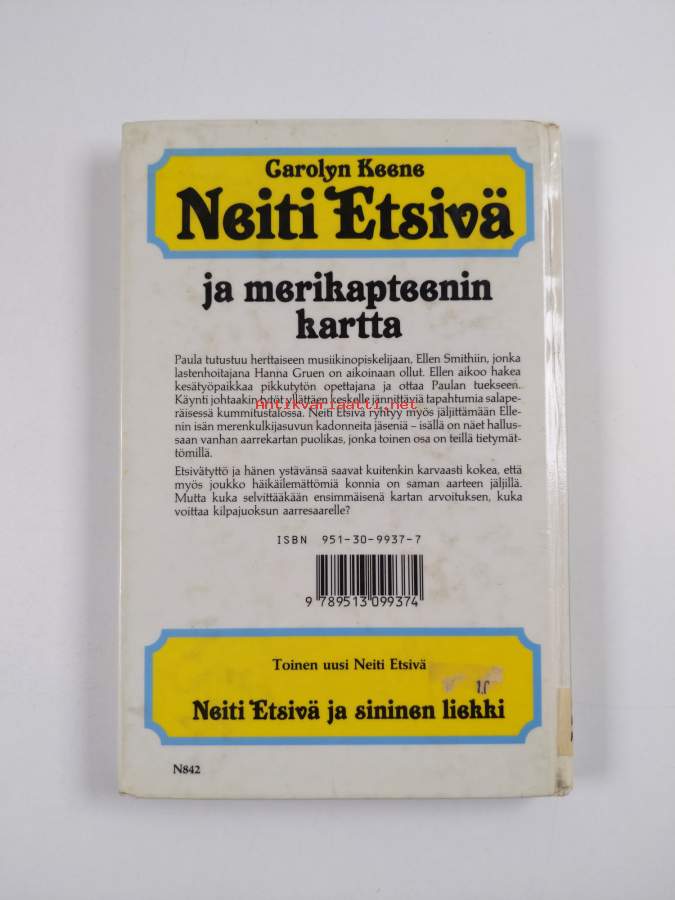 Carolyn Keene
Neiti Etsivä
ja merikapteenin
kartta
Paula tutustuu herttaiseen musiikinopiskelijaan, Ellen Smithiin, jonka
lastenhoitajana Hanna Gruen on aikoinaan ollut. Ellen aikoo hakea
kesätyöpaikkaa pikkutytön opettajana ja ottaa Paulan tuekseen.
Käynti johtaakin tytöt yllättäen keskelle jännittäviä tapahtumia salape-
räisessä kummitustalossa. Neiti Etsivä ryhtyy myös jäljittämään Elle-
nin isän merenkulkijasuvun kadonneita jäseniä – isällä on näet hallus-
saan vanhan aarrekartan puolikas, jonka toinen osa on teillä tietymät-
tömillä.
Etsivätyttö ja hänen ystävänsä saavat kuitenkin karvaasti kokea, että
myös joukko häikäilemättömiä konnia on saman aarteen jäljillä.
Mutta kuka selvittääkään ensimmäisenä kartan arvoituksen, kuka
voittaa kilpajuoksun aarresaarelle?
Antikvariaatti.net
ISBN 951-30-9937-7
9 789513 099374
Toinen uusi Neiti Etsivä
Neiti Etsivä ja sininen liekki
N842